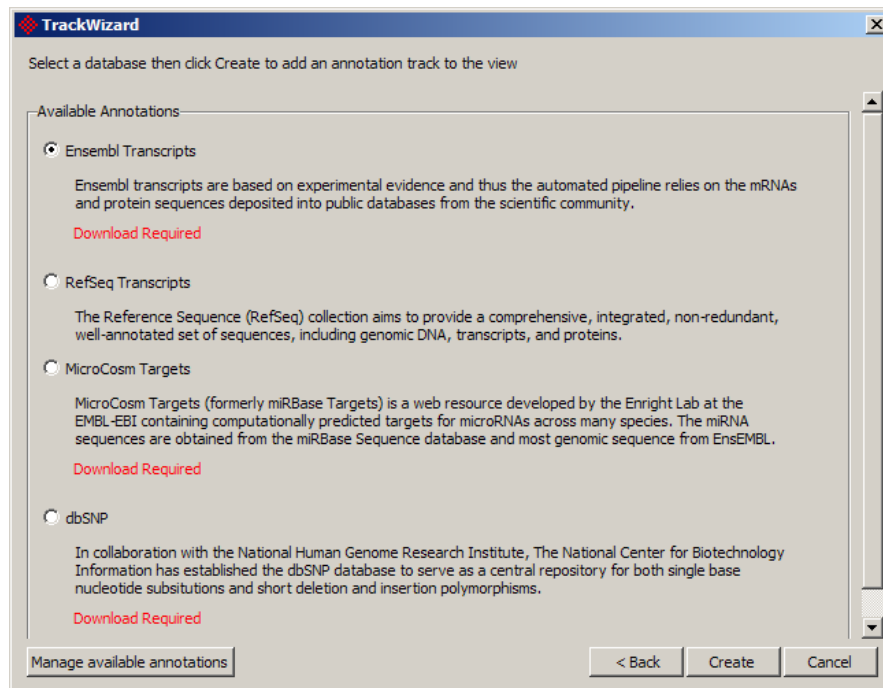 TrackWizard
Select a database then click Create to add an annotation track to the view
Available Annotations
Ensembl Transcripts
Ensembl transcripts are based on experimental evidence and thus the automated pipeline relies on the mRNAs
and protein sequences deposited into public databases from the scientific community.
Download Required
RefSeq Transcripts
The Reference Sequence (RefSeq) collection aims to provide a comprehensive, integrated, non-redundant,
well-annotated set of sequences, including genomic DNA, transcripts, and proteins.
MicroCosm Targets
MicroCosm Targets (formerly miRBase Targets) is a web resource developed by the Enright Lab at the
EMBL-EBI containing computationally predicted targets for microRNAs across many species. The miRNA
sequences are obtained from the miRBase Sequence database and most genomic sequence from EnsEMBL.
Download Required
dbSNP
In collaboration with the National Human Genome Research Institute, The National Center for Biotechnology
Information has established the dbSNP database to serve as a central repository for both single base
nucleotide subsitutions and short deletion and insertion polymorphisms.
Download Required
Manage available annotations
< Back
Create
Cancel